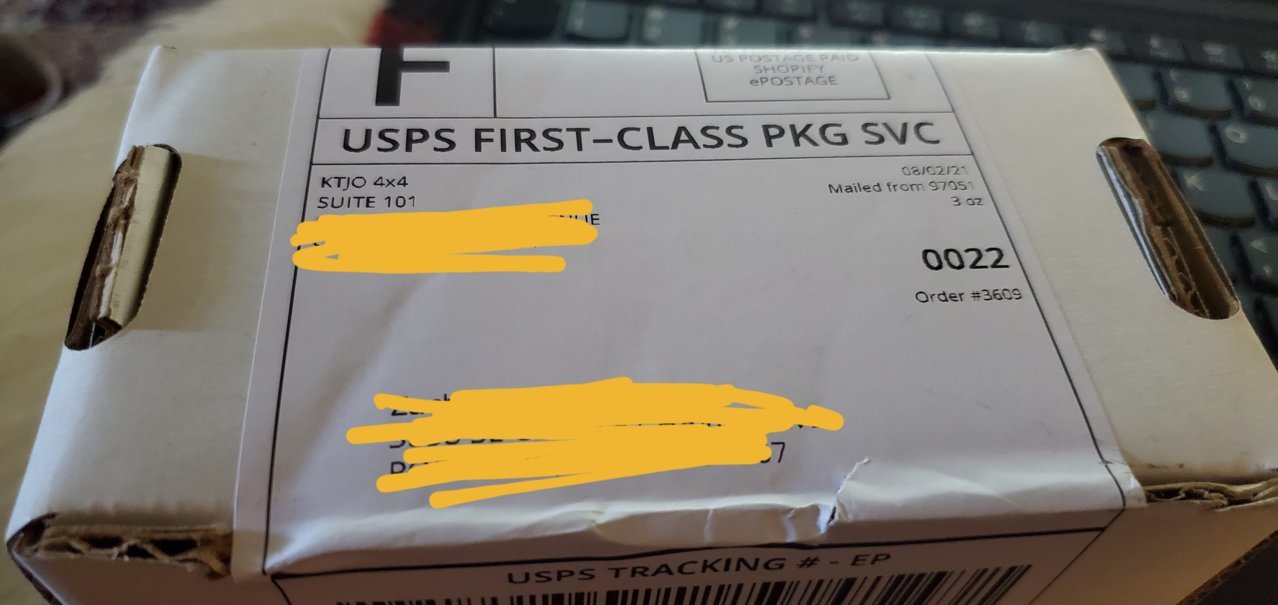 F
US POSTAGE PAID
SHOPIFY
ePOSTAGE
USPS FIRST–CLASS PKG SVC
KTJO 4x4
SUITE 101
08/02/21
Mailed from 97051
3 oz
0022
Order #3609
USPS TRACKING # - EP